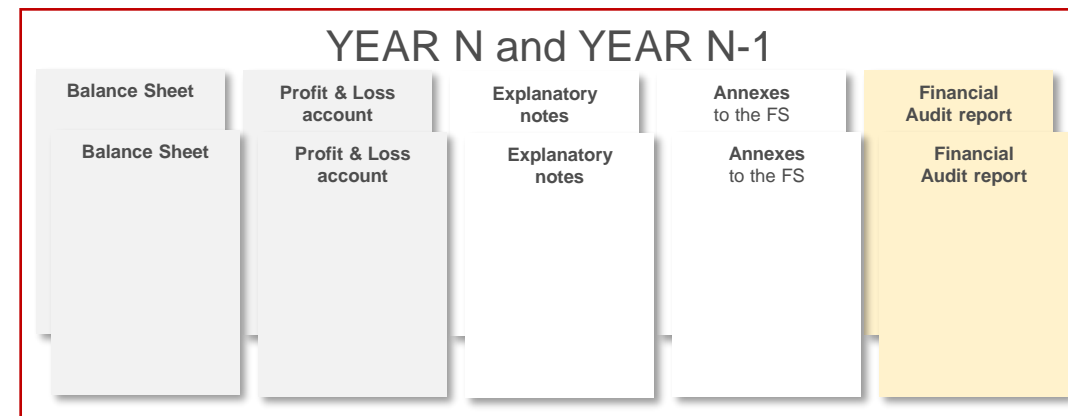 YEAR N and YEAR N-1
Balance Sheet
Profit & Loss
account
Explanatory
notes
Annexes
to the FS
Financial
Audit report
Balance Sheet
Profit & Loss
account
Explanatory
notes
Annexes
to the FS
Financial
Audit report